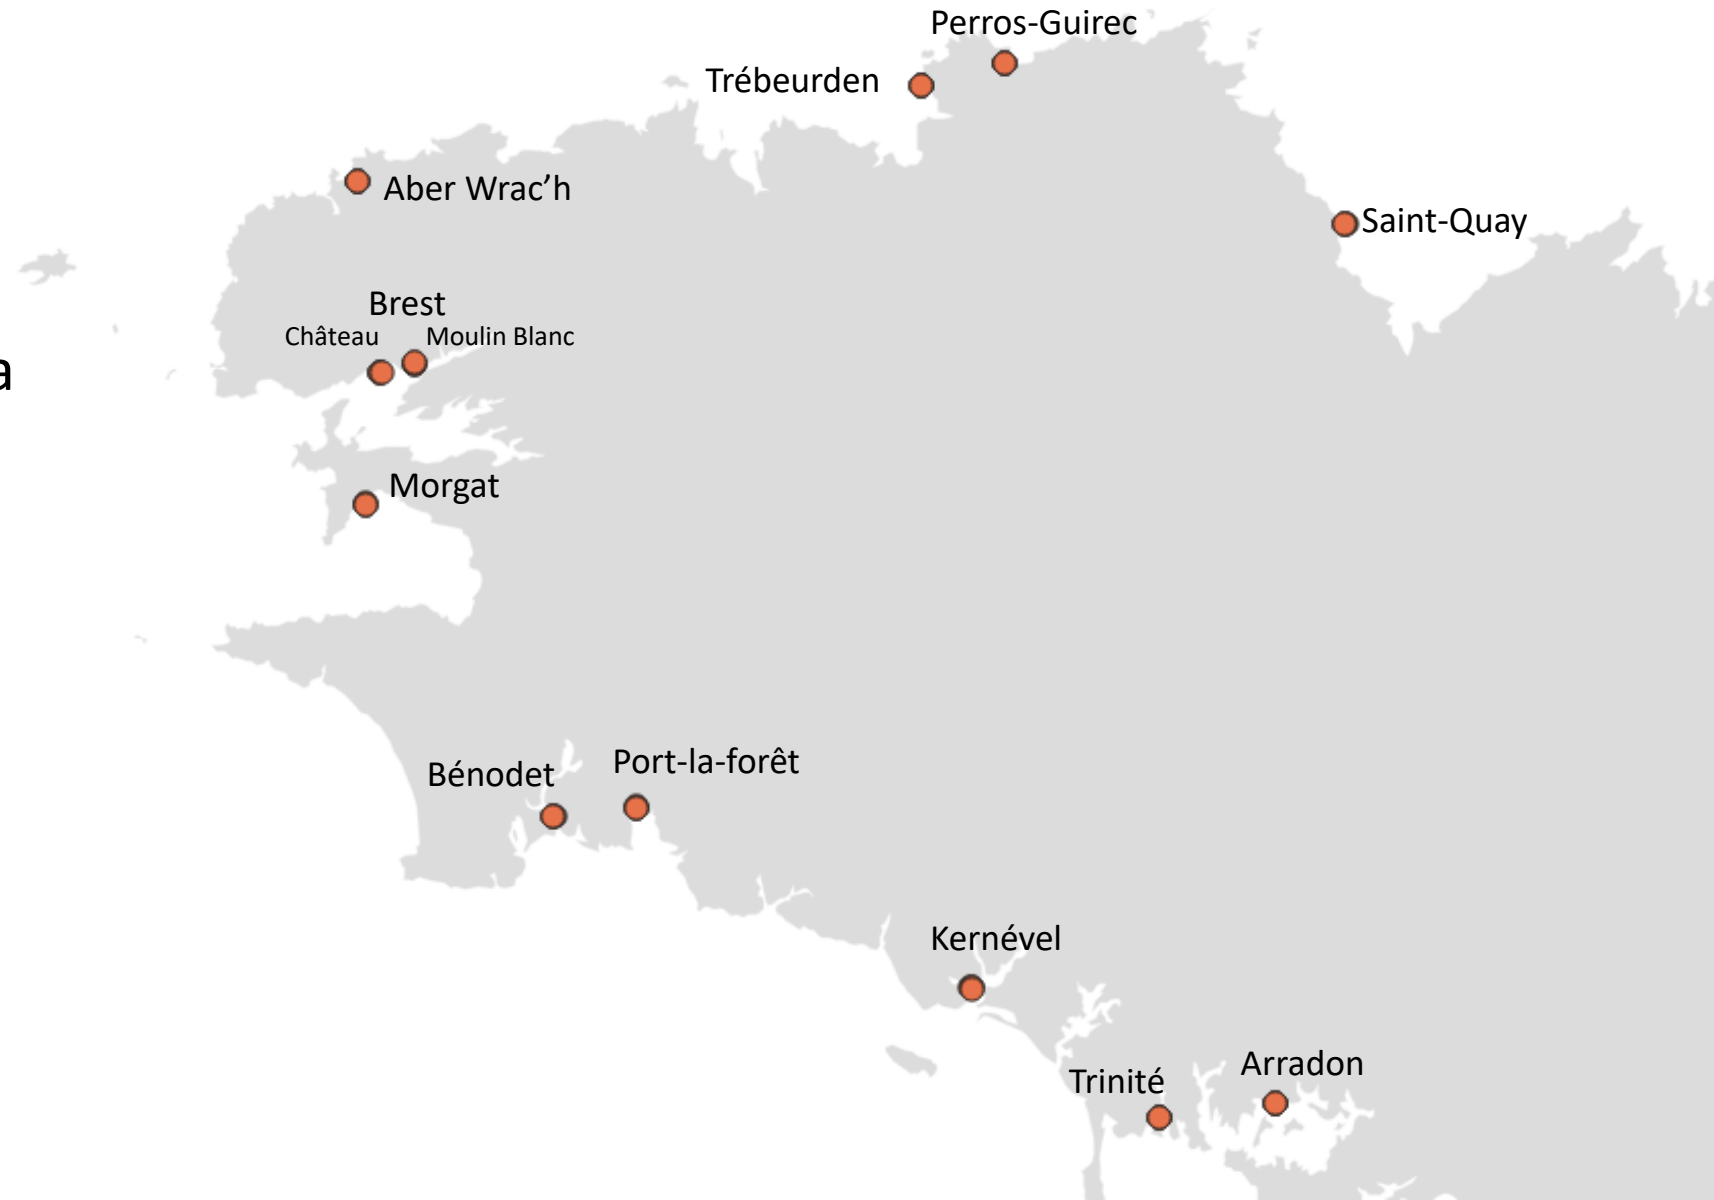 Perros-Guirec
Trébeurden
Aber Wrac’h
Saint-Quay
Brest
Château Moulin Blanc
a
Morgat
Bénodet
Port-la-forêt
Kernével
Trinité
Arradon